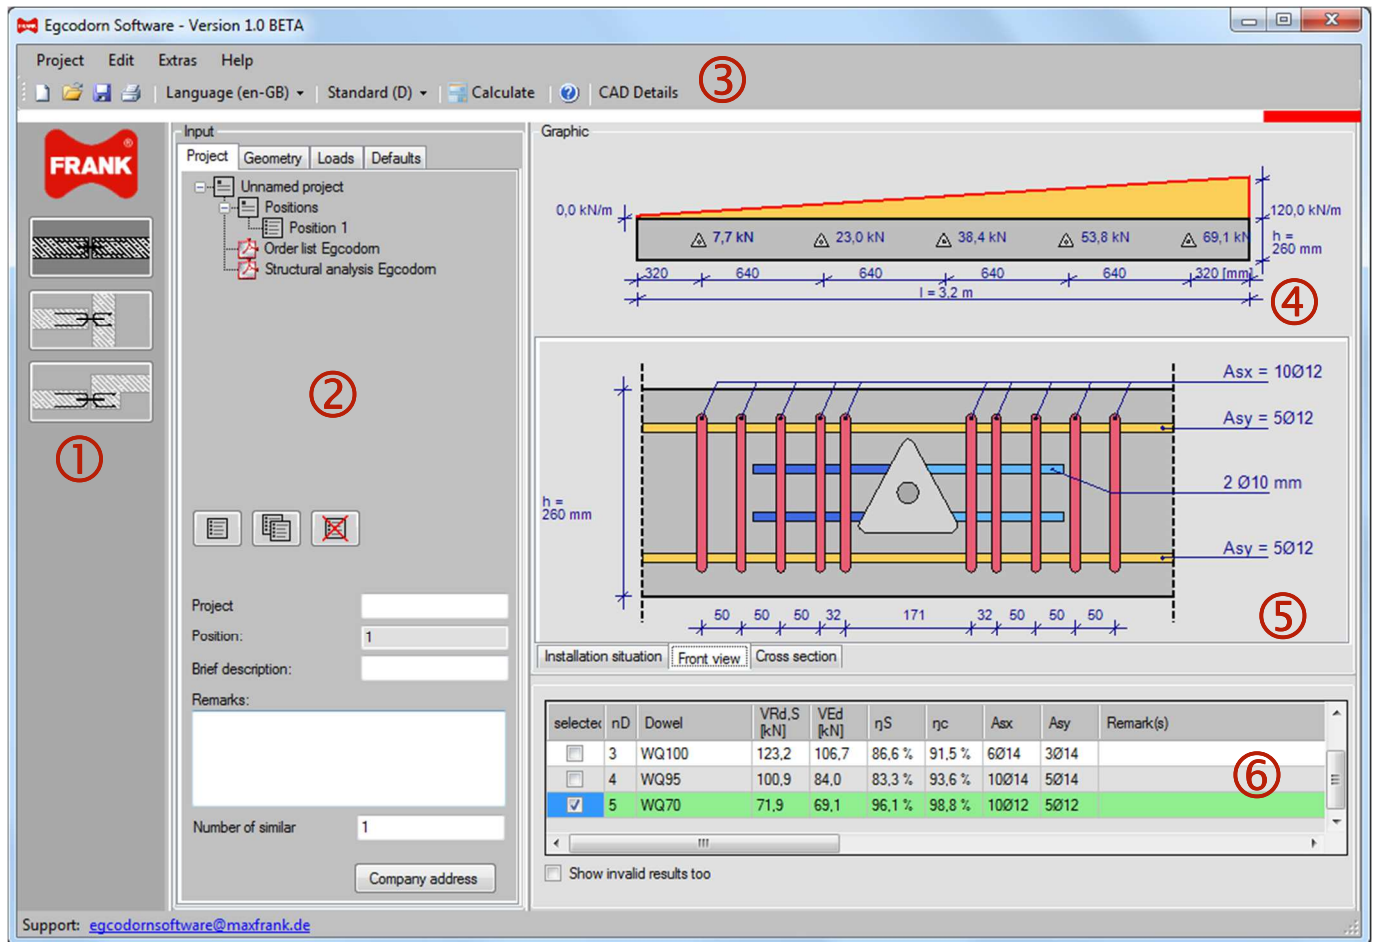 Egcodorn Software - Version 1.0 BETA
Project Edit Extras Help
Language (en-GB) Standard (D) Calculate CAD Details
③
FRANK ®
①
Input
Project Geometry Loads Defaults
Unnamed project
Positions
Position 1
Order list Egcodorn
Structural analysis Egcodorn
②
Project
Position: 1
Brief description:
Remarks:
Number of similar 1
Company address
Graphic
0,0 kN/m
120,0 kN/m
7,7 kN 23,0 kN 38,4 kN 53,8 kN 69,1 kN
h =
260 mm
320 640 640 640 640 320 [mm]
l = 3.2 m
④
Asx = 10Ø12
Asy = 5Ø12
2 Ø10 mm
h =
260 mm
Asy = 5Ø12
50 50 50 32 171 32 50 50 50
⑤
Installation situation Front view Cross section
selected nD Dowel VRd,S [kN] VEd [kN] ηS ηc Asx Asy Remark(s)
3 WQ100 123,2 106,7 86,6 % 91,5 % 6Ø14 3Ø14
4 WQ95 100,9 84,0 83,3 % 93,6 % 10Ø14 5Ø14
5 WQ70 71,9 69,1 96,1 % 98,8 % 10Ø12 5Ø12
⑥
Show invalid results too
Support: egcodornsoftware@maxfrank.de